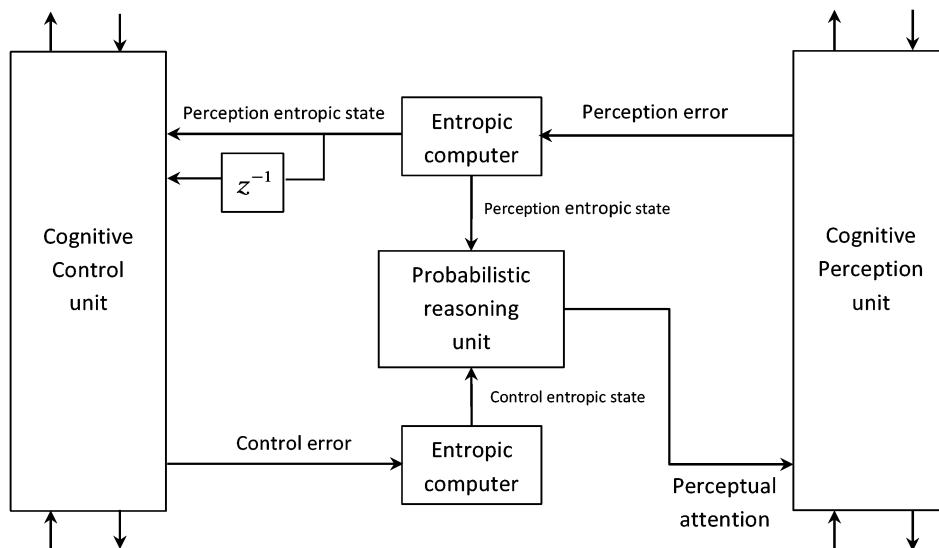 Perception entropic state
Entropic
computer
Perception error
z⁻¹
Perception entropic state
Cognitive
Control
unit
Probabilistic
reasoning
unit
Cognitive
Perception
unit
Control entropic state
Control error
Entropic
computer
Perceptual
attention